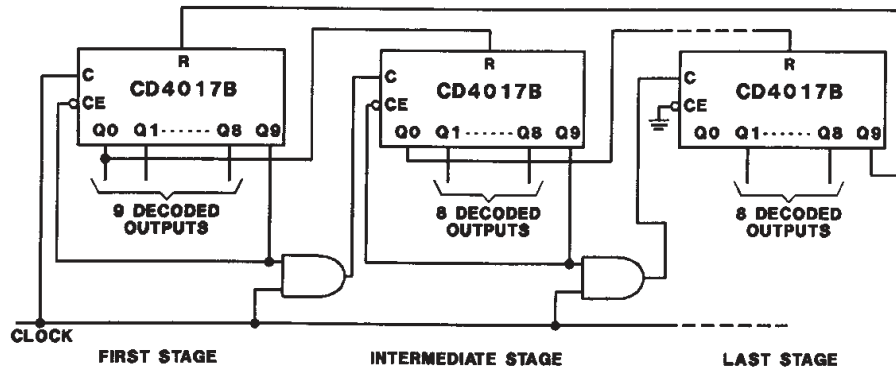 R
C
CD4017B
CE
Q0 Q1 ...... Q8 Q9
9 DECODED
OUTPUTS
R
C
CD4017B
CE
Q0 Q1 ...... Q8 Q9
8 DECODED
OUTPUTS
R
C
CD4017B
CE
Q0 Q1 ...... Q8 Q9
8 DECODED
OUTPUTS
CLOCK
FIRST STAGE
INTERMEDIATE STAGE
LAST STAGE